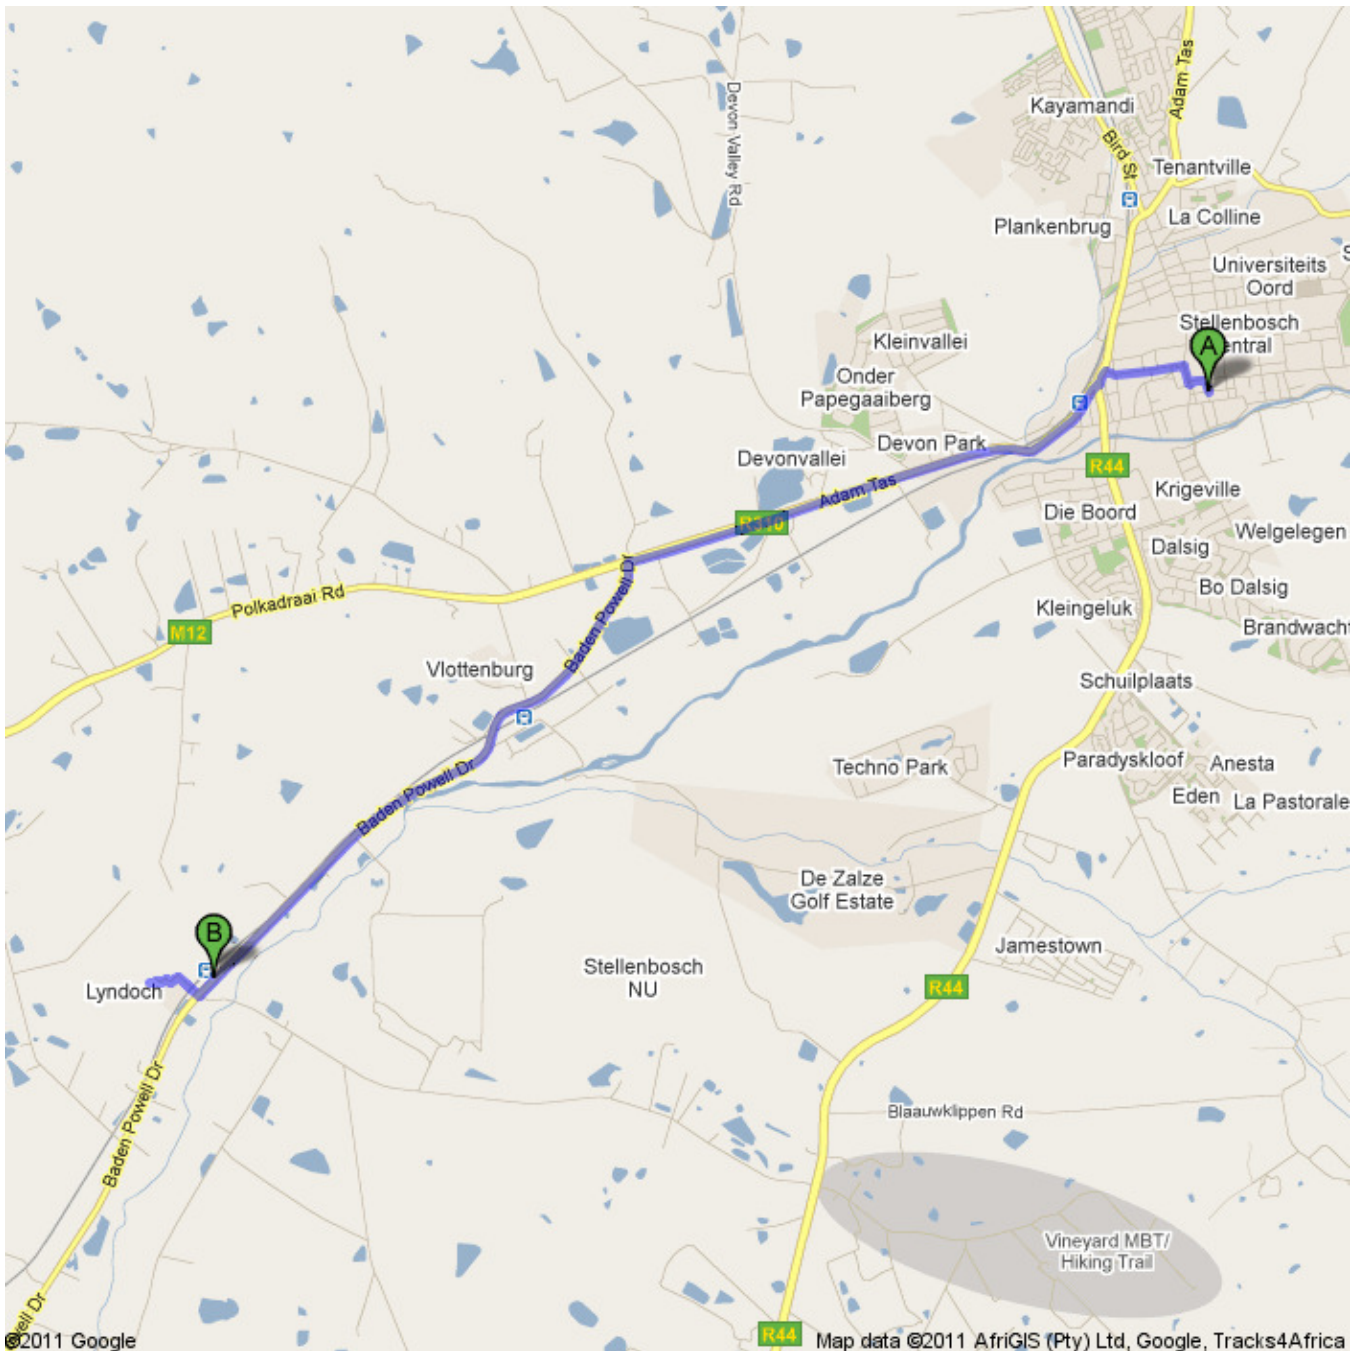 Kayamandi
Adam Tas
Bird St
Tenantville
Devon Valley Rd
La Colline
Plankenbrug
Universiteits
Oord
Stellenbosch
A
Kleinvallei
Onder
Papegaaiberg
Devon Park
Devonvallei
Adam Tas
R44
Krigeville
Die Boord
Welgelegen
Dalsig
Baden Powell Dr
Polkadraai Rd
M12
Bo Dalsig
Kleingeluk
Brandwacht
Vlottenburg
Schuilplaats
Techno Park
Paradyskloof
Anesta
Eden
La Pastorale
Baden Powell Dr
De Zalze
Golf Estate
B
Jamestown
Stellenbosch
NU
Lyndoch
R44
Baden Powell Dr
Blaauwklippen Rd
Vineyard MBT/
Hiking Trail
well Dr
R44
©2011 Google
Map data ©2011 AfriGIS (Pty) Ltd, Google, Tracks4Africa